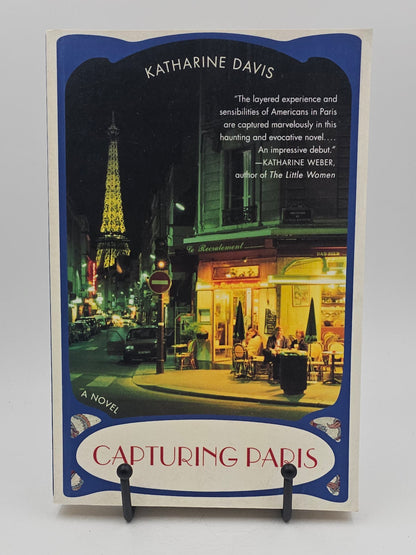 KATHARINE DAVIS
"The layered experience and
sensibilities of Americans in Paris
are captured marvelously in this
haunting and evocative novel. . . .
An impressive debut."
—KATHARINE WEBER,
author of The Little Women
Le Recrutement
A NOVEL
CAPTURING PARIS